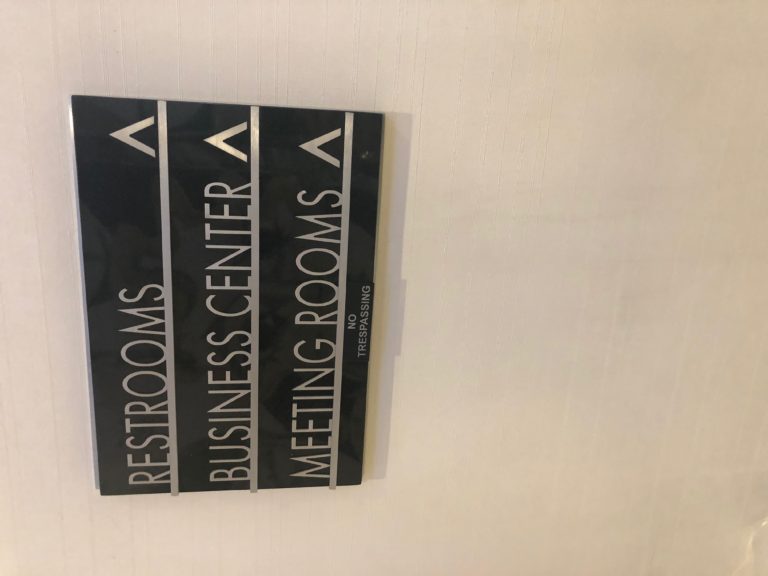 RESTROOMS
BUSINESS CENTER
MEETING ROOMS
NO
TRESPASSING